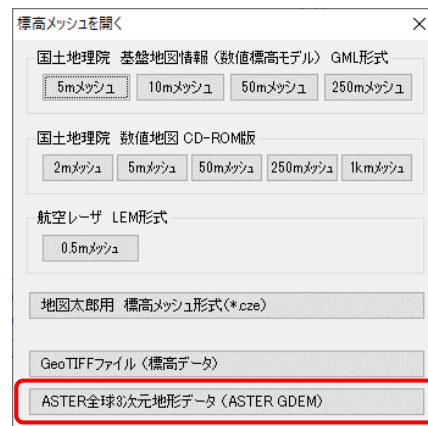 標高メッシュを開く
国土地理院 基盤地図情報（数値標高モデル） GML形式
5mメッシュ 10mメッシュ 50mメッシュ 250mメッシュ
国土地理院 数値地図 CD-ROM版
2mメッシュ 5mメッシュ 50mメッシュ 250mメッシュ 1kmメッシュ
航空レーザ LEM形式
0.5mメッシュ
地図太郎用 標高メッシュ形式(*.cze)
GeoTIFFファイル（標高データ）
ASTER全球3次元地形データ（ASTER GDEM）